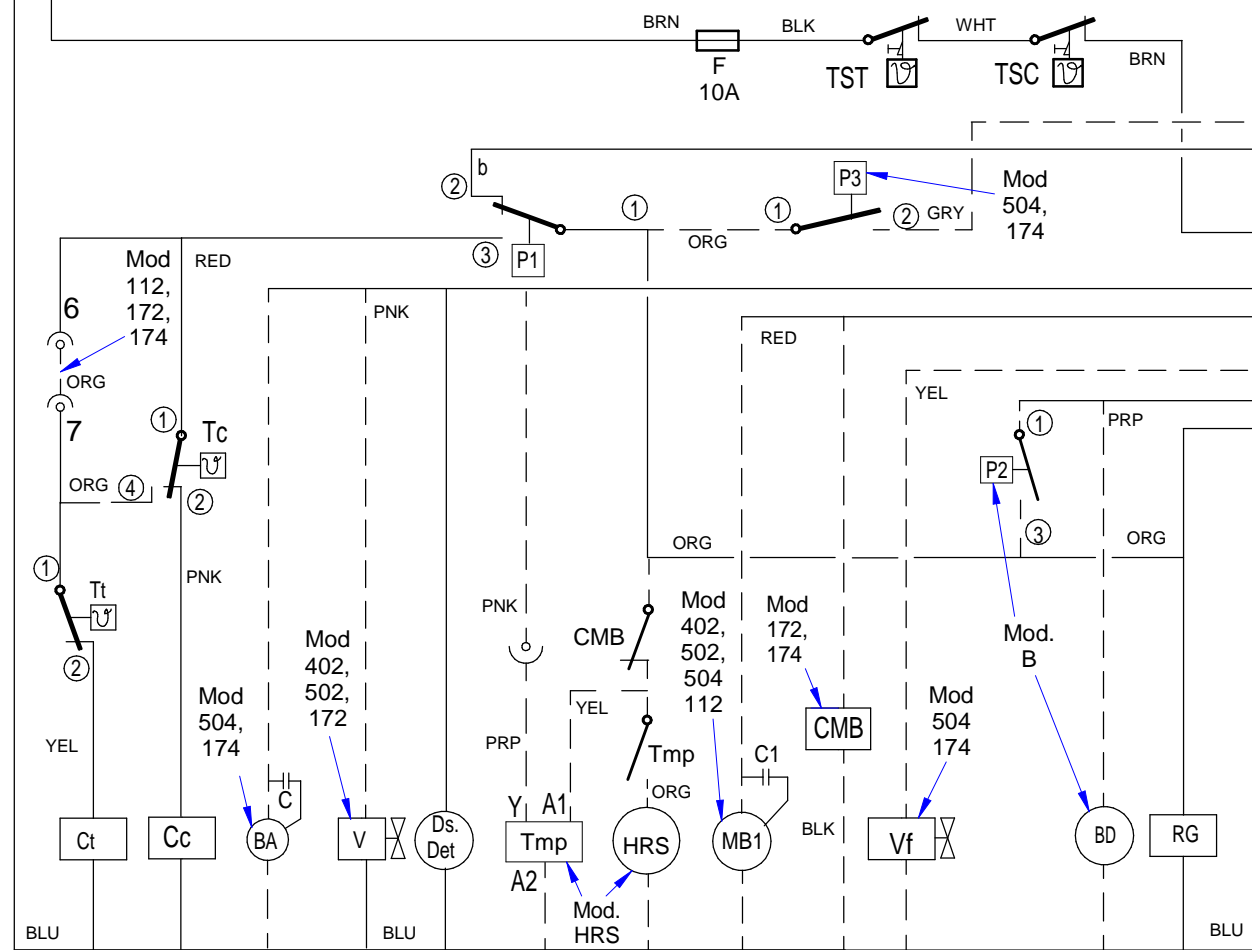 BRN
BLK
WHT
BRN
F
10A
TST
TSC
b
2
1
3
P1
ORG
1
P3
2
GRY
Mod
504,
174
Mod
112,
172,
174
RED
6
ORG
7
PNK
RED
YEL
1
Tc
ORG
4
2
1
P2
PRP
3
ORG
ORG
1
Tt
2
PNK
PNK
CMB
Mod
402,
502,
504
112
Mod
172,
174
Mod.
B
Mod
402,
502,
172
Mod
504,
174
YEL
Mod
504
174
YEL
PRP
Tmp
CMB
ORG
C1
C
Y
A1
BLK
Ct
Cc
BA
V
Ds.
Det
Tmp
HRS
MB1
Vf
BD
RG
A2
Mod.
HRS
BLU
BLU
BLU